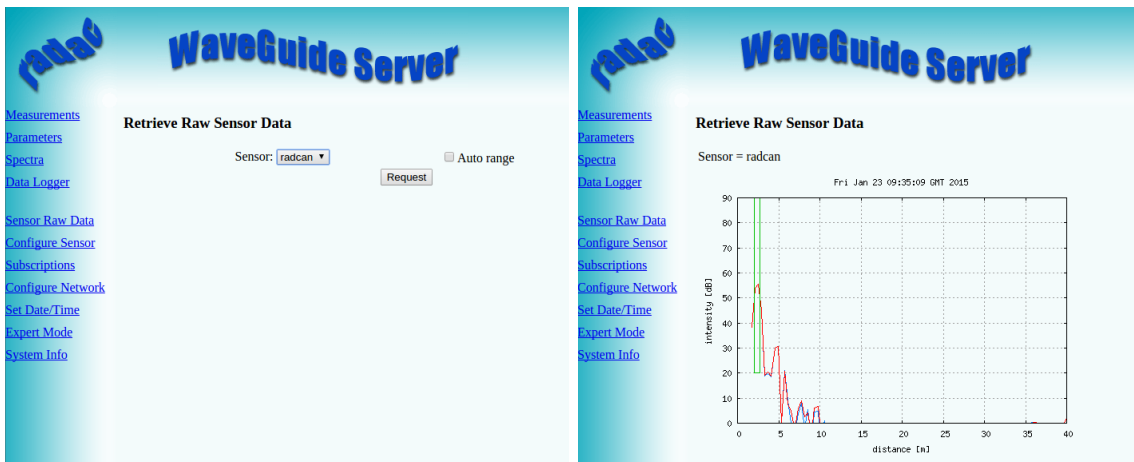 radac
WaveGuide Server
Measurements
Parameters
Spectra
Data Logger
Sensor Raw Data
Configure Sensor
Subscriptions
Configure Network
Set Date/Time
Expert Mode
System Info
Retrieve Raw Sensor Data
Sensor: radcan
Auto range
Request
radac
WaveGuide Server
Measurements
Parameters
Spectra
Data Logger
Sensor Raw Data
Configure Sensor
Subscriptions
Configure Network
Set Date/Time
Expert Mode
System Info
Retrieve Raw Sensor Data
Sensor = radcan
Fri Jan 23 09:35:09 GMT 2015
intensity [dB]
90
80
70
60
50
40
30
20
10
0
0 5 10 15 20 25 30 35 40
distance [m]